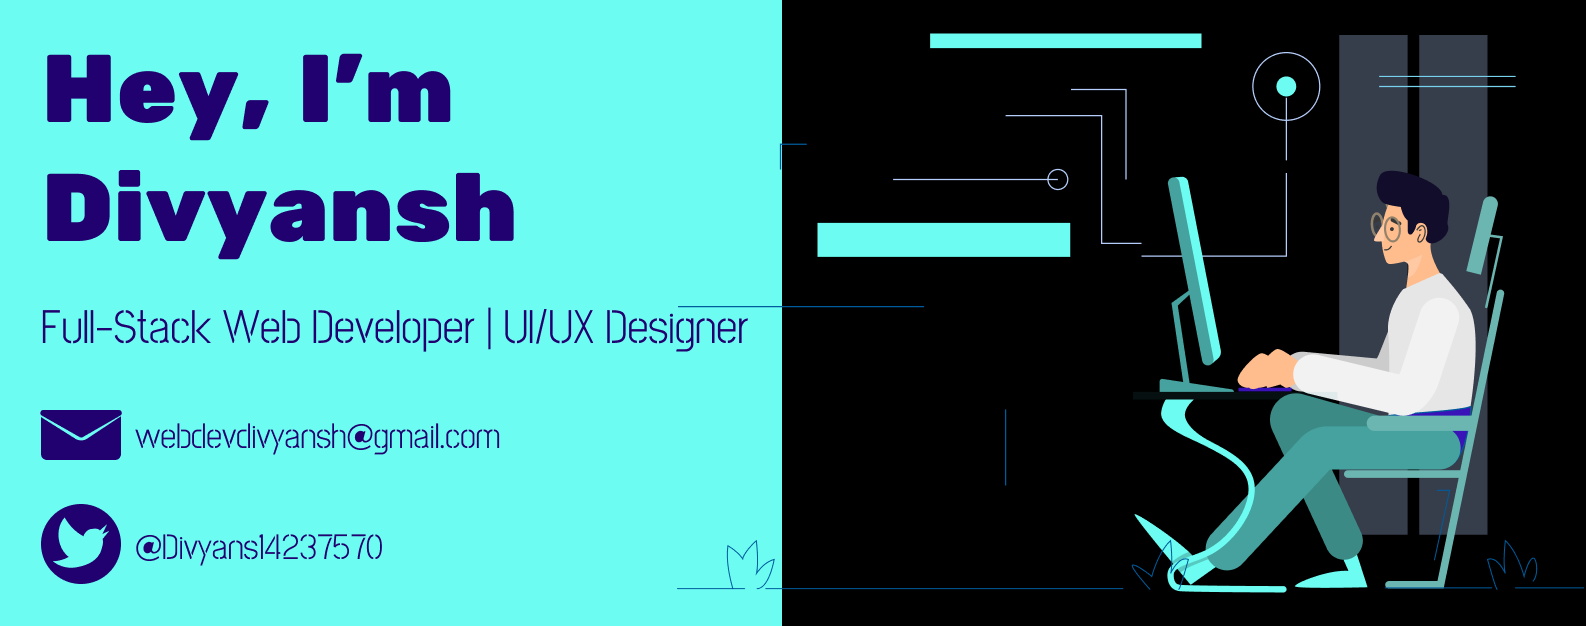 Hey, I'm
Divyansh
Full-Stack Web Developer | UI/UX Designer
webdevdivyansh@gmail.com
@Divyans14237570